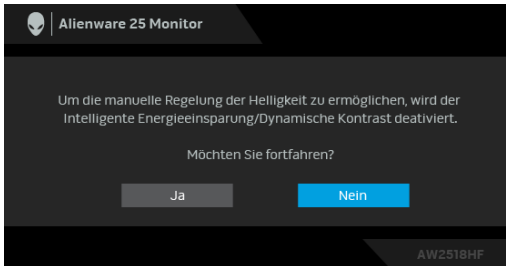 Alienware 25 Monitor
Um die manuelle Regelung der Helligkeit zu ermöglichen, wird der
Intelligente Energieeinsparung/Dynamische Kontrast deativiert.
Möchten Sie fortfahren?
Ja
Nein
AW2518HF